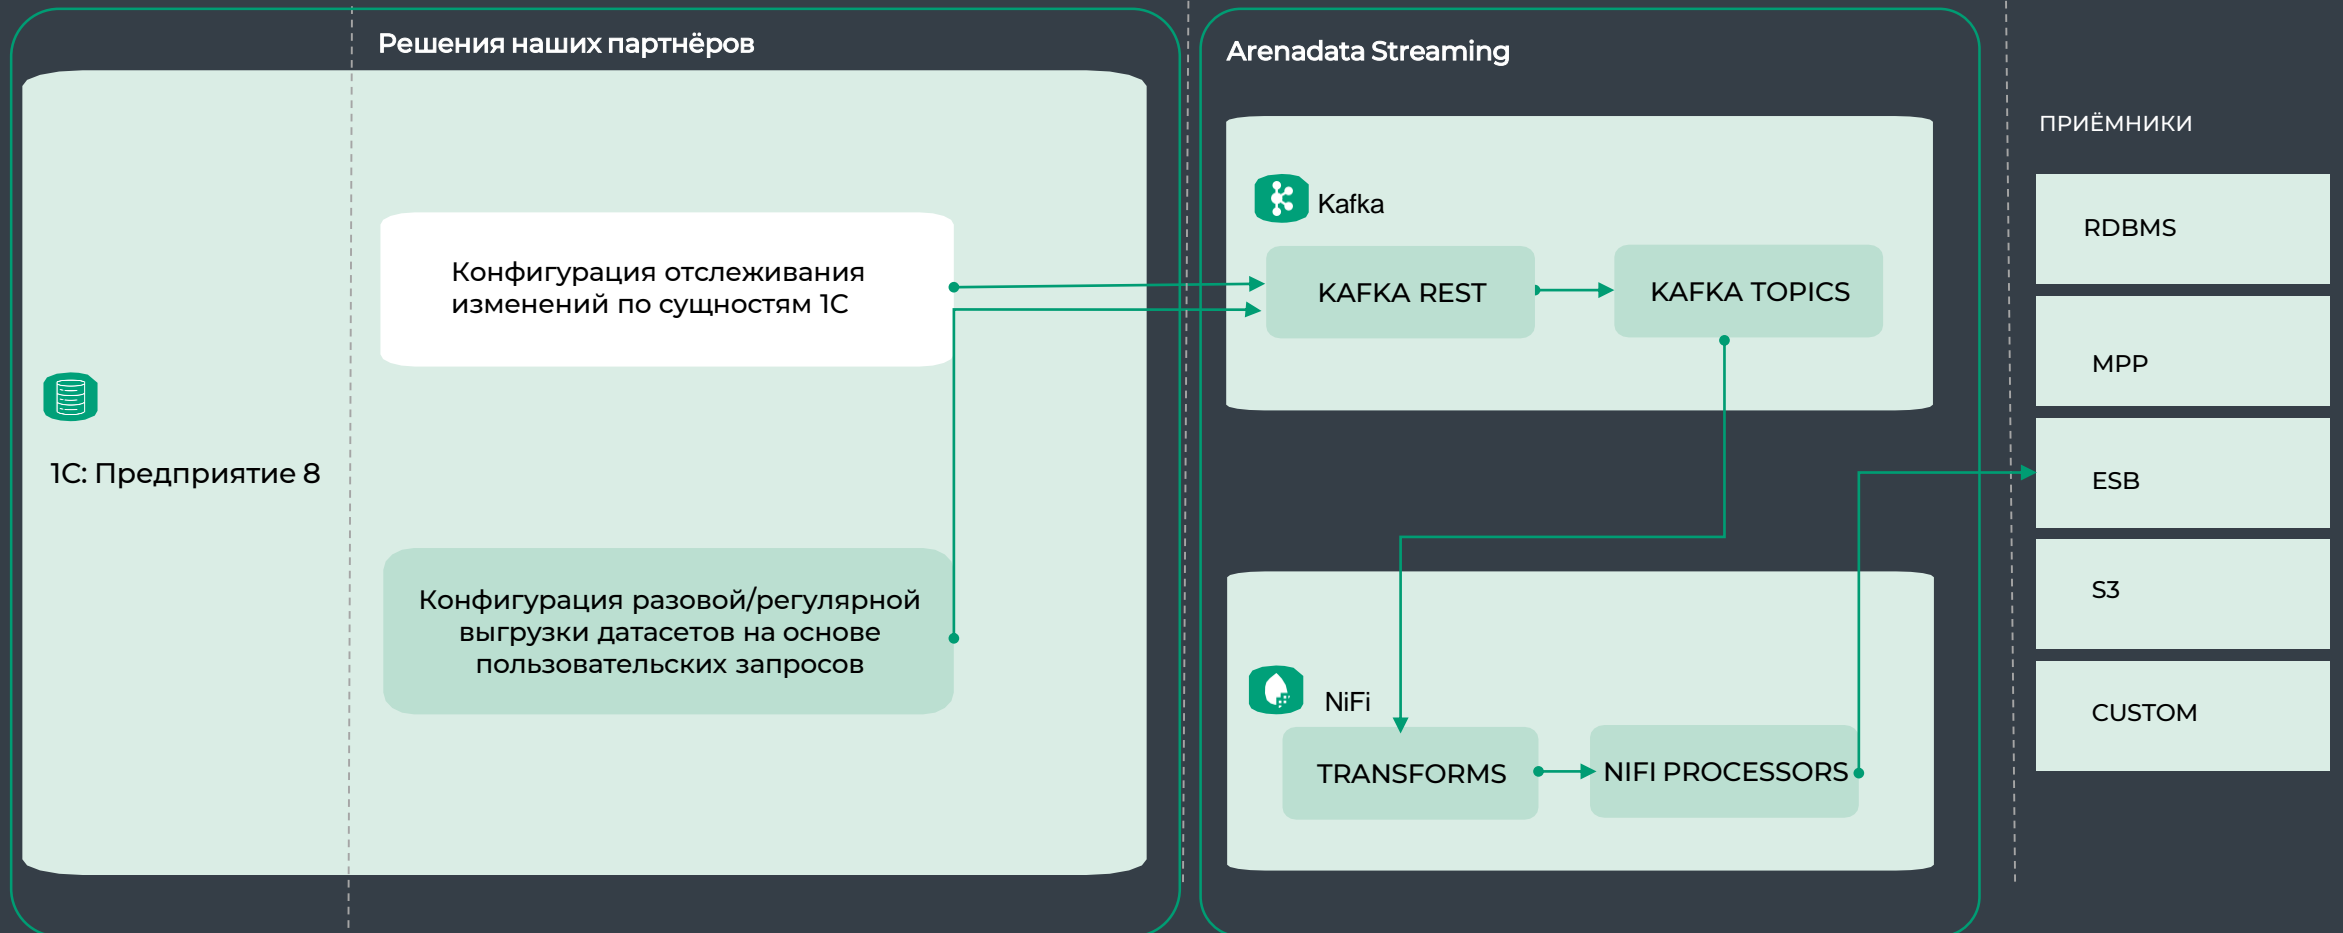 Решения наших партнёров
1С: Предприятие 8
Конфигурация отслеживания
изменений по сущностям 1С
Конфигурация разовой/регулярной
выгрузки датасетов на основе
пользовательских запросов
Arenadata Streaming
Kafka
KAFKA REST
KAFKA TOPICS
NiFi
TRANSFORMS
NIFI PROCESSORS
ПРИЁМНИКИ
RDBMS
MPP
ESB
S3
CUSTOM